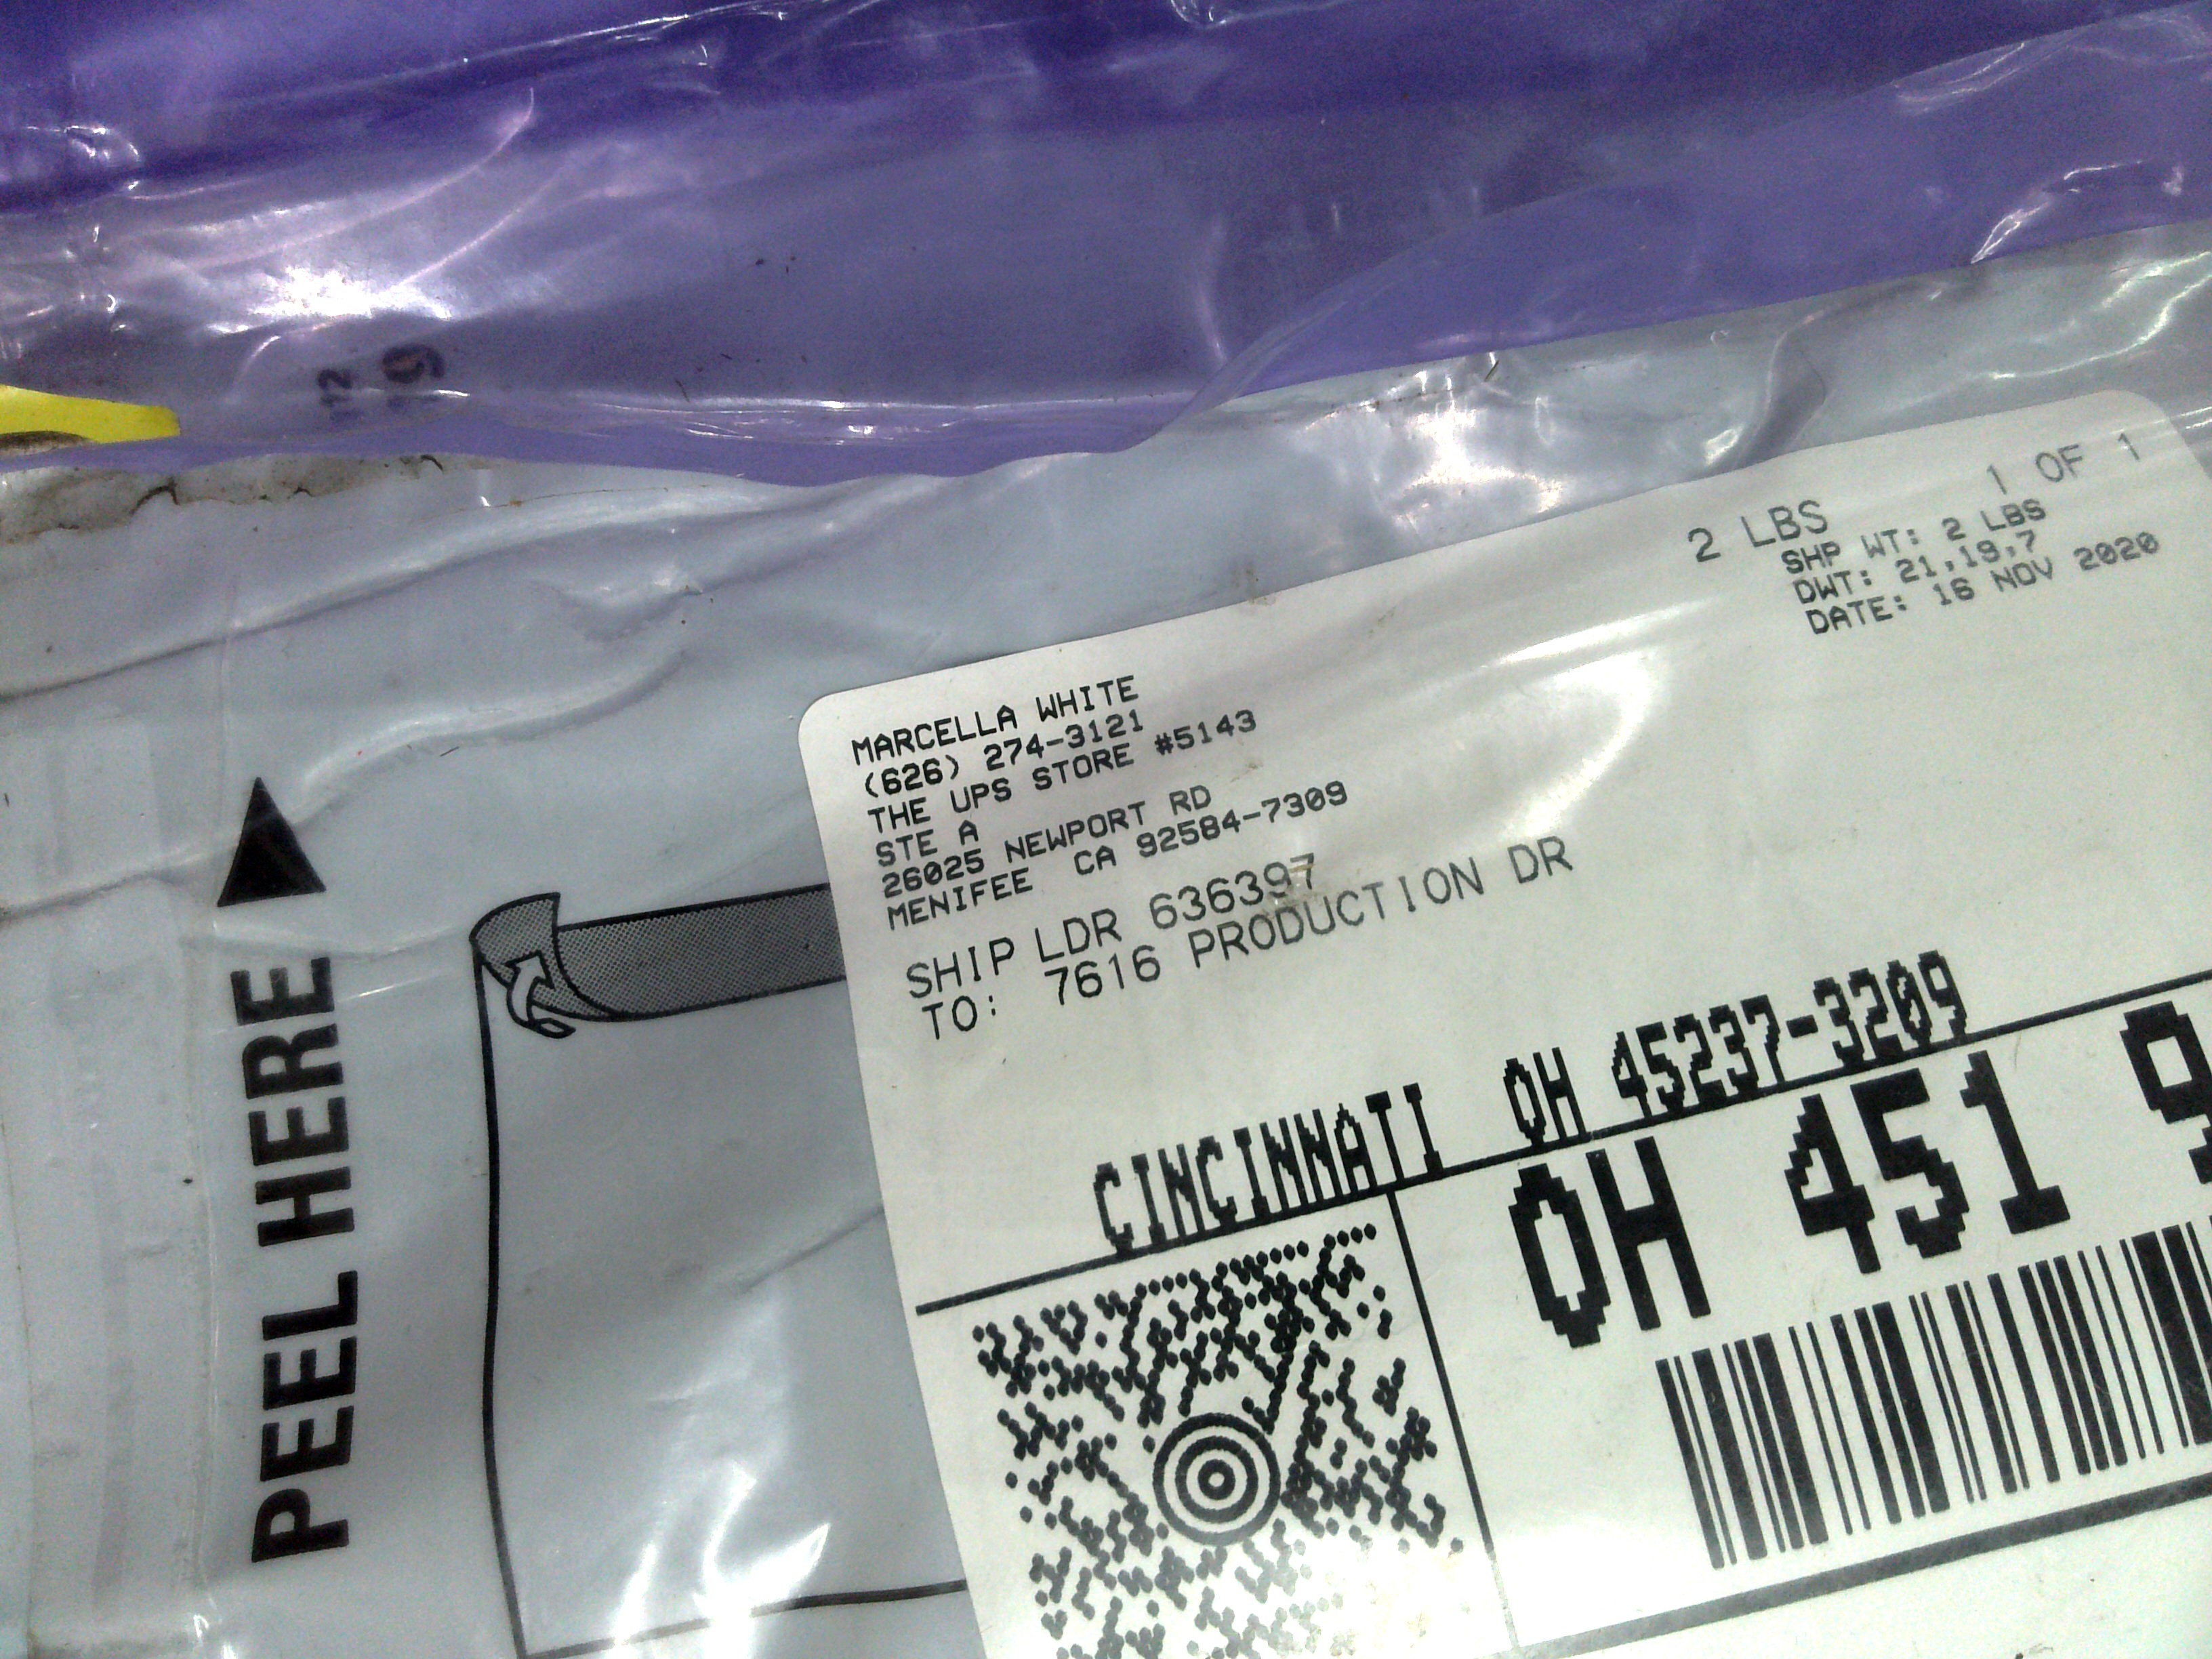 1 OF 1
2 LBS
SHP WT: 2 LBS
DWT: 21,19,7
DATE: 16 NOV 2020
MARCELLA WHITE
(626) 274-3121
THE UPS STORE #5143
STE A
26025 NEWPORT RD
MENIFEE CA 92584-7309
SHIP LDR 636397
TO: 7616 PRODUCTION DR
CINCINNATI OH 45237-3209
OH 451 9
PEEL HERE